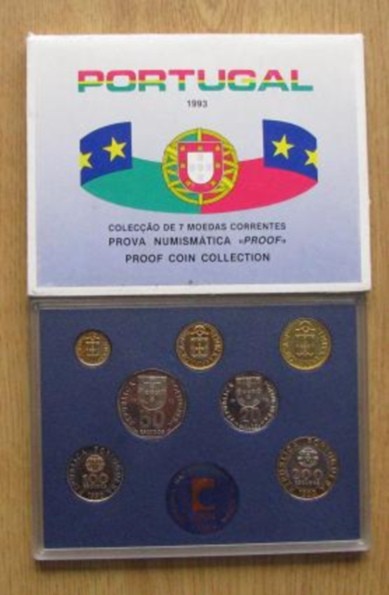 PORTUGAL
1993
COLECÇÃO DE 7 MOEDAS CORRENTES
PROVA NUMISMÁTICA «PROOF»
PROOF COIN COLLECTION
50
20
100
200